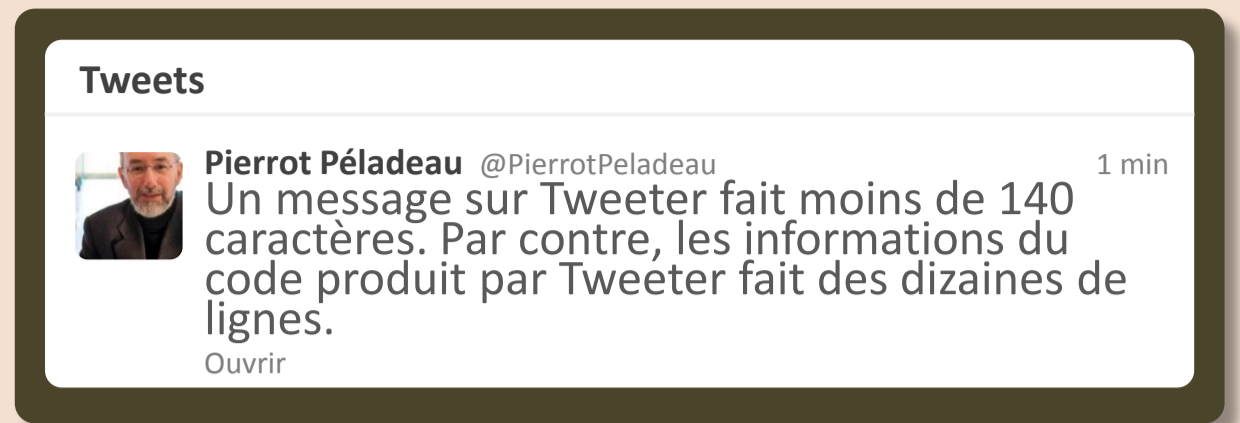 Tweets
Pierrot Péladeau @PierrotPeladeau 1 min
Un message sur Tweeter fait moins de 140
caractères. Par contre, les informations du
code produit par Tweeter fait des dizaines de
lignes.
Ouvrir